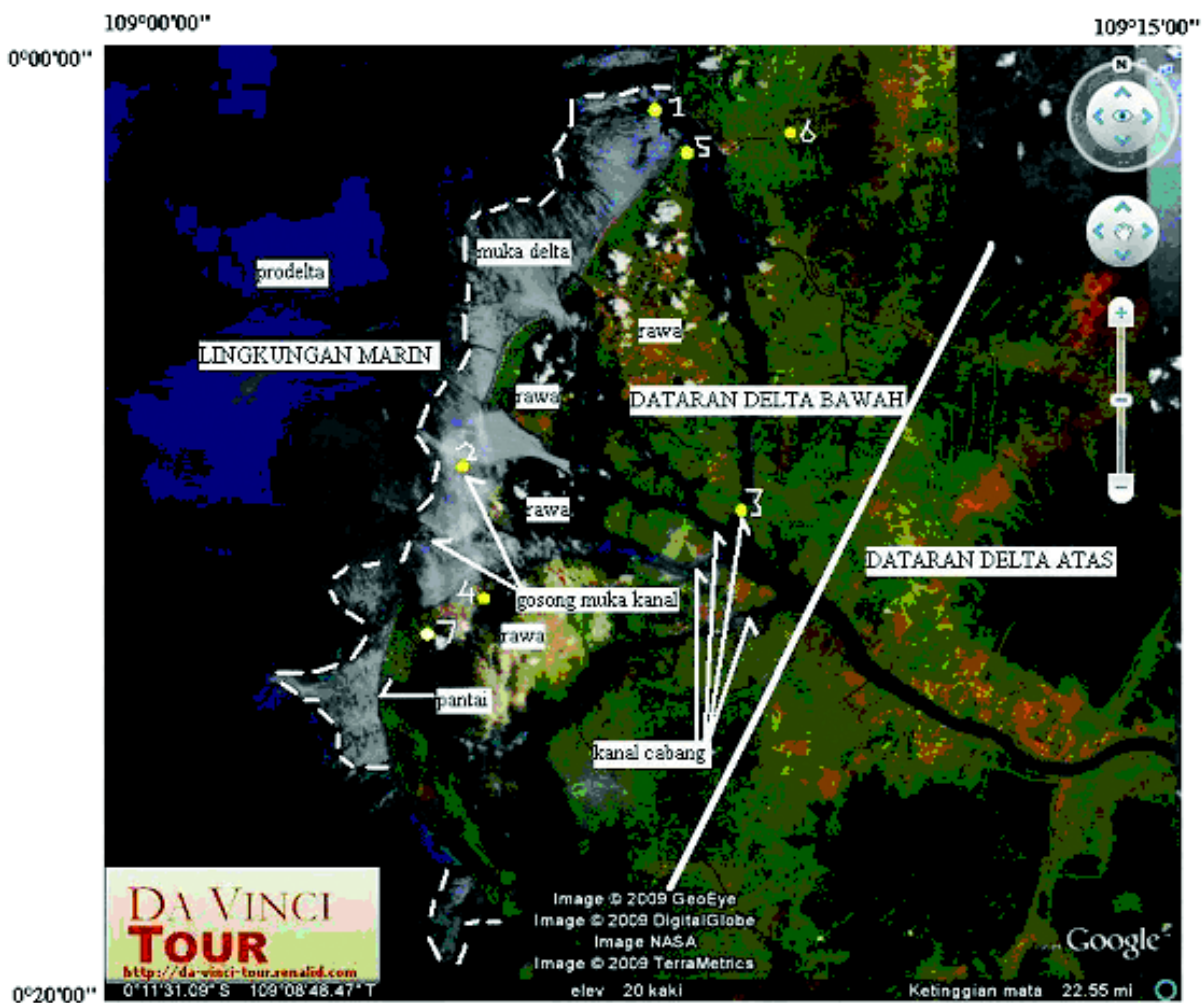 109°00'00"
109°15'00"
0°00'00"
N
1
5
6
muka delta
prodelta
rawa
LINGKUNGAN MARIN
rawa
DATARAN DELTA BAWAH
2
3
rawa
DATARAN DELTA ATAS
gosong muka kanal
4
7
rawa
pantai
kanal cabang
DA VINCI
TOUR
http://da-vinci-tour.renalid.com
Image © 2009 GeoEye
Image © 2009 DigitalGlobe
Image NASA
Image © 2009 TerraMetrics
Google
0°20'00"
0°11'31.09" S 109°08'48.47" T
elev 20 kaki
Ketinggian mata 22.55 mi